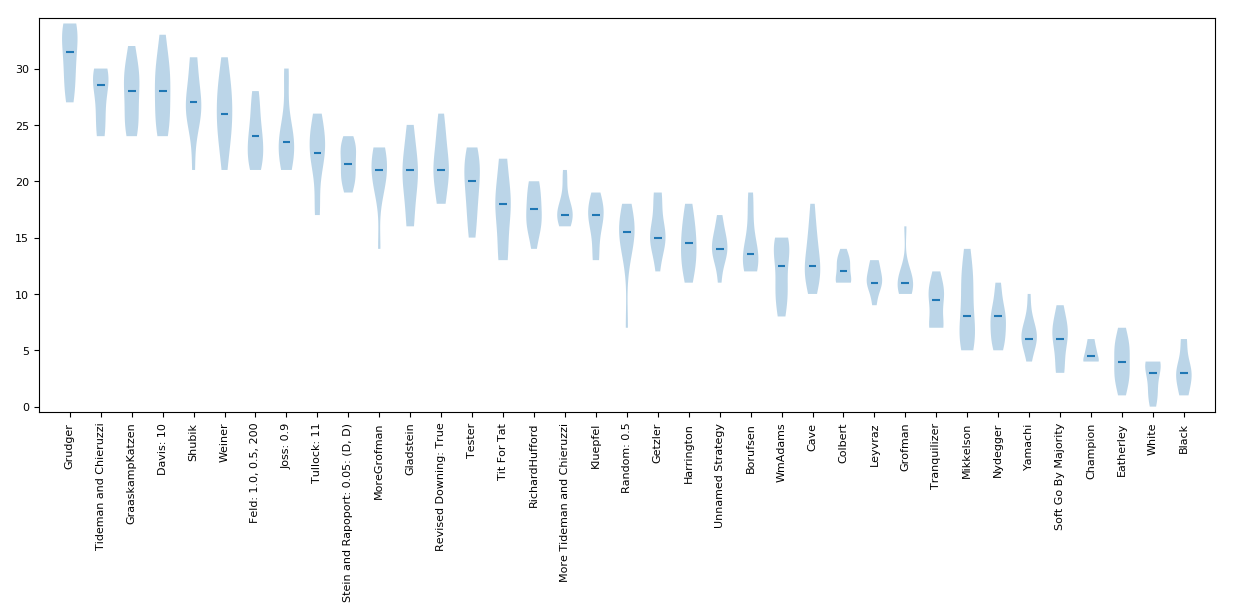 30
25
20
15
10
5
0
Grudger
Tideman and Chieruzzi
GraaskampKatzen
Davis: 10
Shubik
Weiner
Feld: 1.0, 0.5, 200
Joss: 0.9
Tullock: 11
Stein and Rapoport: 0.05: (D, D)
MoreGrofman
Gladstein
Revised Downing: True
Tester
Tit For Tat
RichardHufford
More Tideman and Chieruzzi
Kluepfel
Random: 0.5
Getzler
Harrington
Unnamed Strategy
Borufsen
WmAdams
Cave
Colbert
Leyvraz
Grofman
Tranquilizer
Mikkelson
Nydegger
Yamachi
Soft Go By Majority
Champion
Eatherley
White
Black